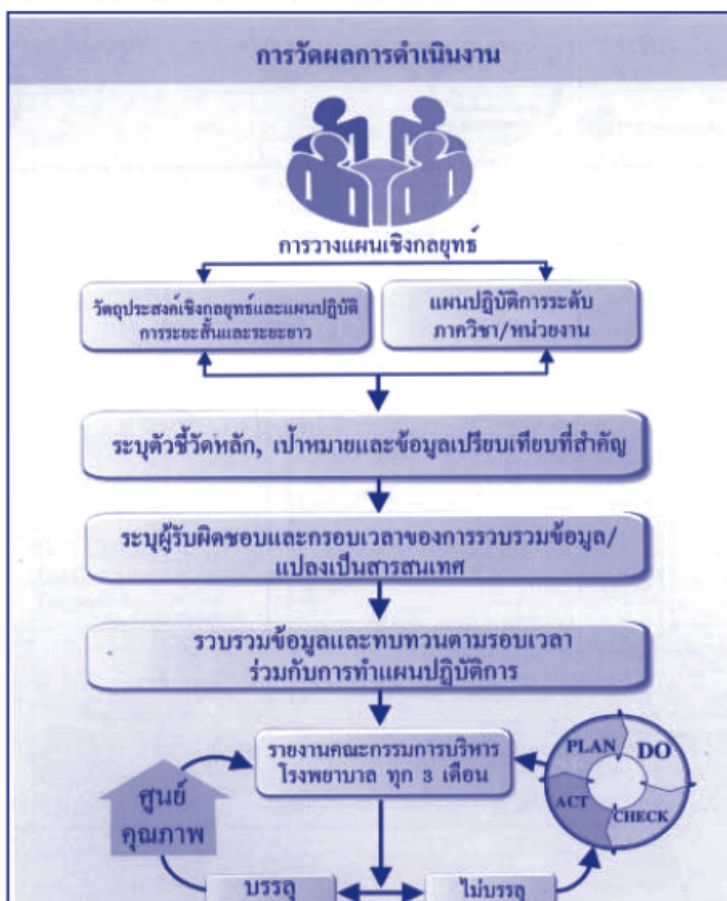 การวัดผลการดำเนินงาน
การวางแผนเชิงกลยุทธ์
วัตถุประสงค์เชิงกลยุทธ์และแผนปฏิบัติ
การระยะสั้นและระยะยาว
แผนปฏิบัติการระดับ
ภาควิชา/หน่วยงาน
ระบุตัวชี้วัดหลัก, เป้าหมายและข้อมูลเปรียบเทียบที่สำคัญ
ระบุผู้รับผิดชอบและกรอบเวลาของการรวบรวมข้อมูล/
แปลงเป็นสารสนเทศ
รวบรวมข้อมูลและทบทวนตามรอบเวลา
ร่วมกับการทำแผนปฏิบัติการ
รายงานคณะกรรมการบริหาร
โรงพยาบาล ทุก 3 เดือน
ศูนย์
คุณภาพ
PLAN
DO
ACT
CHECK
บรรลุ
ไม่บรรลุ